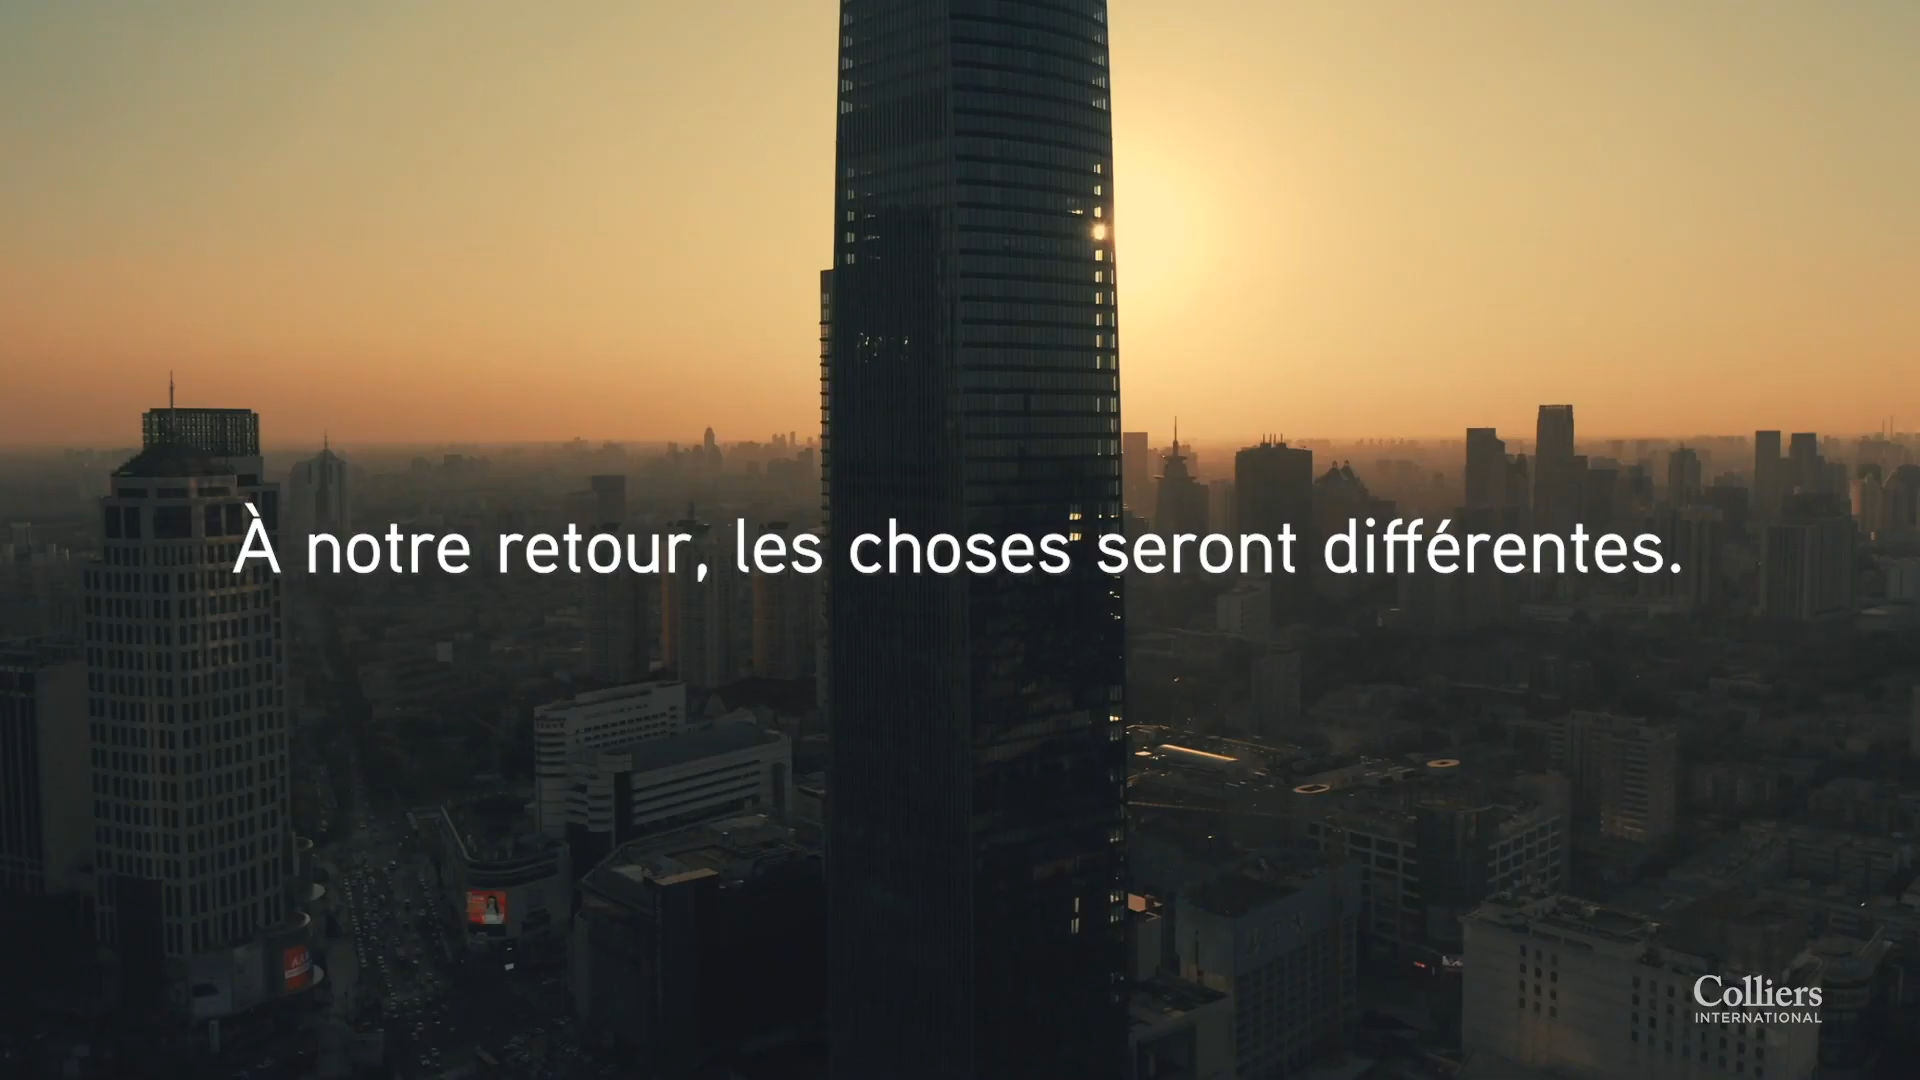 À notre retour, les choses seront différentes.
Colliers
INTERNATIONAL